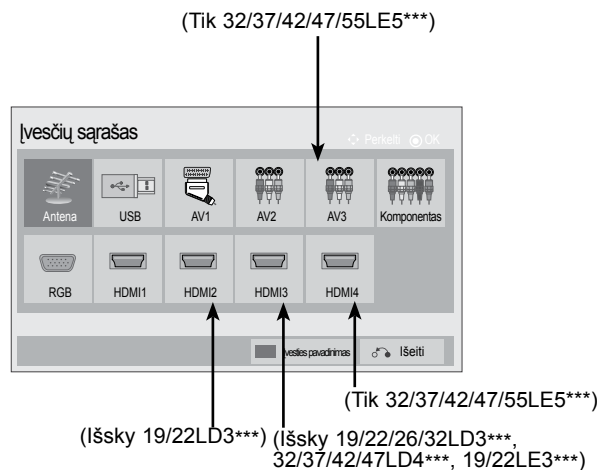 (Tik 32/37/42/47/55LE5***)
Įvesčių sąrašas
Perkelti OK
Antena USB AV1 AV2 AV3 Komponentas
RGB HDMI1 HDMI2 HDMI3 HDMI4
Įvesties pavadinimas Išeiti
(Tik 32/37/42/47/55LE5***)
(Išsky 19/22LD3***) (Išsky 19/22/26/32LD3***,
32/37/42/47LD4***, 19/22LE3***)